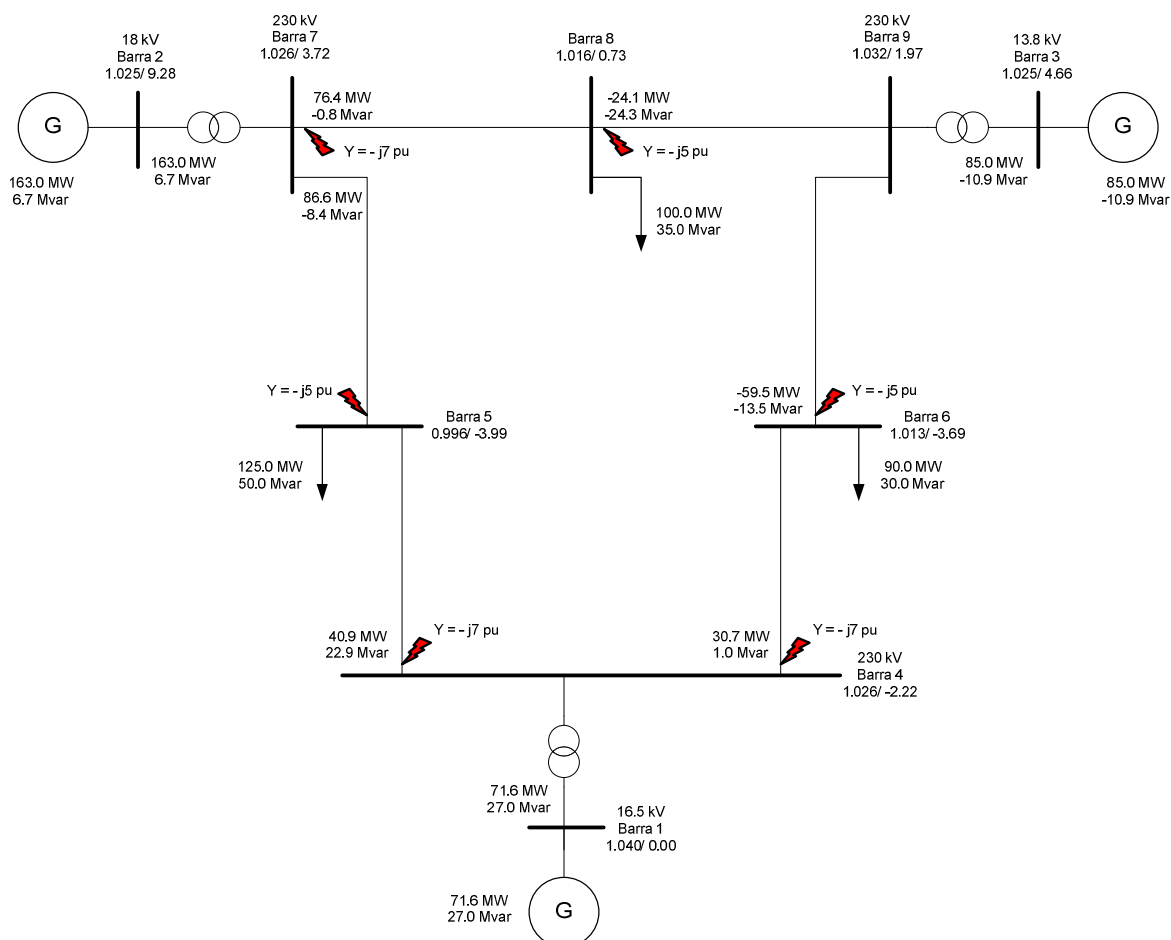 18 kV
Barra 2
1.025/ 9.28
230 kV
Barra 7
1.026/ 3.72
Barra 8
1.016/ 0.73
230 kV
Barra 9
1.032/ 1.97
13.8 kV
Barra 3
1.025/ 4.66
G
163.0 MW
6.7 Mvar
163.0 MW
6.7 Mvar
76.4 MW
-0.8 Mvar
Y = - j7 pu
86.6 MW
-8.4 Mvar
-24.1 MW
-24.3 Mvar
Y = - j5 pu
100.0 MW
35.0 Mvar
85.0 MW
-10.9 Mvar
G
85.0 MW
-10.9 Mvar
Y = - j5 pu
Barra 5
0.996/ -3.99
125.0 MW
50.0 Mvar
-59.5 MW
-13.5 Mvar
Y = - j5 pu
Barra 6
1.013/ -3.69
90.0 MW
30.0 Mvar
40.9 MW
22.9 Mvar
Y = - j7 pu
30.7 MW
1.0 Mvar
Y = - j7 pu
230 kV
Barra 4
1.026/ -2.22
71.6 MW
27.0 Mvar
16.5 kV
Barra 1
1.040/ 0.00
71.6 MW
27.0 Mvar
G